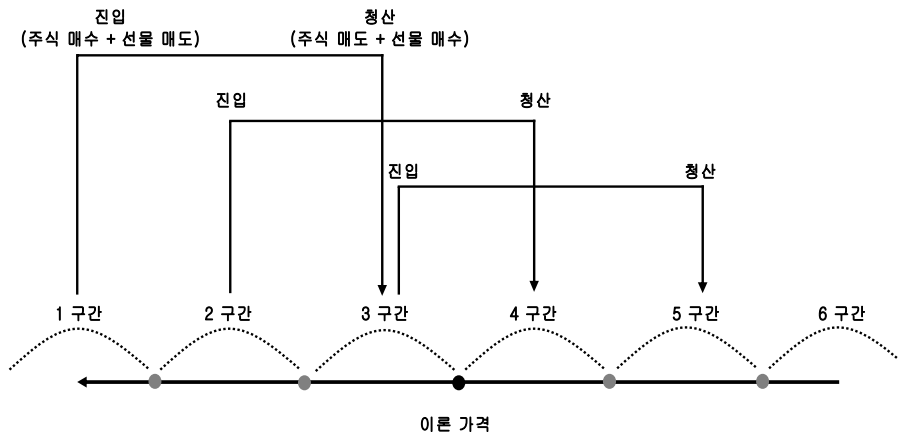 진입
(주식 매수 + 선물 매도)
청산
(주식 매도 + 선물 매수)
진입
청산
진입
청산
1 구간
2 구간
3 구간
4 구간
5 구간
6 구간
이론 가격